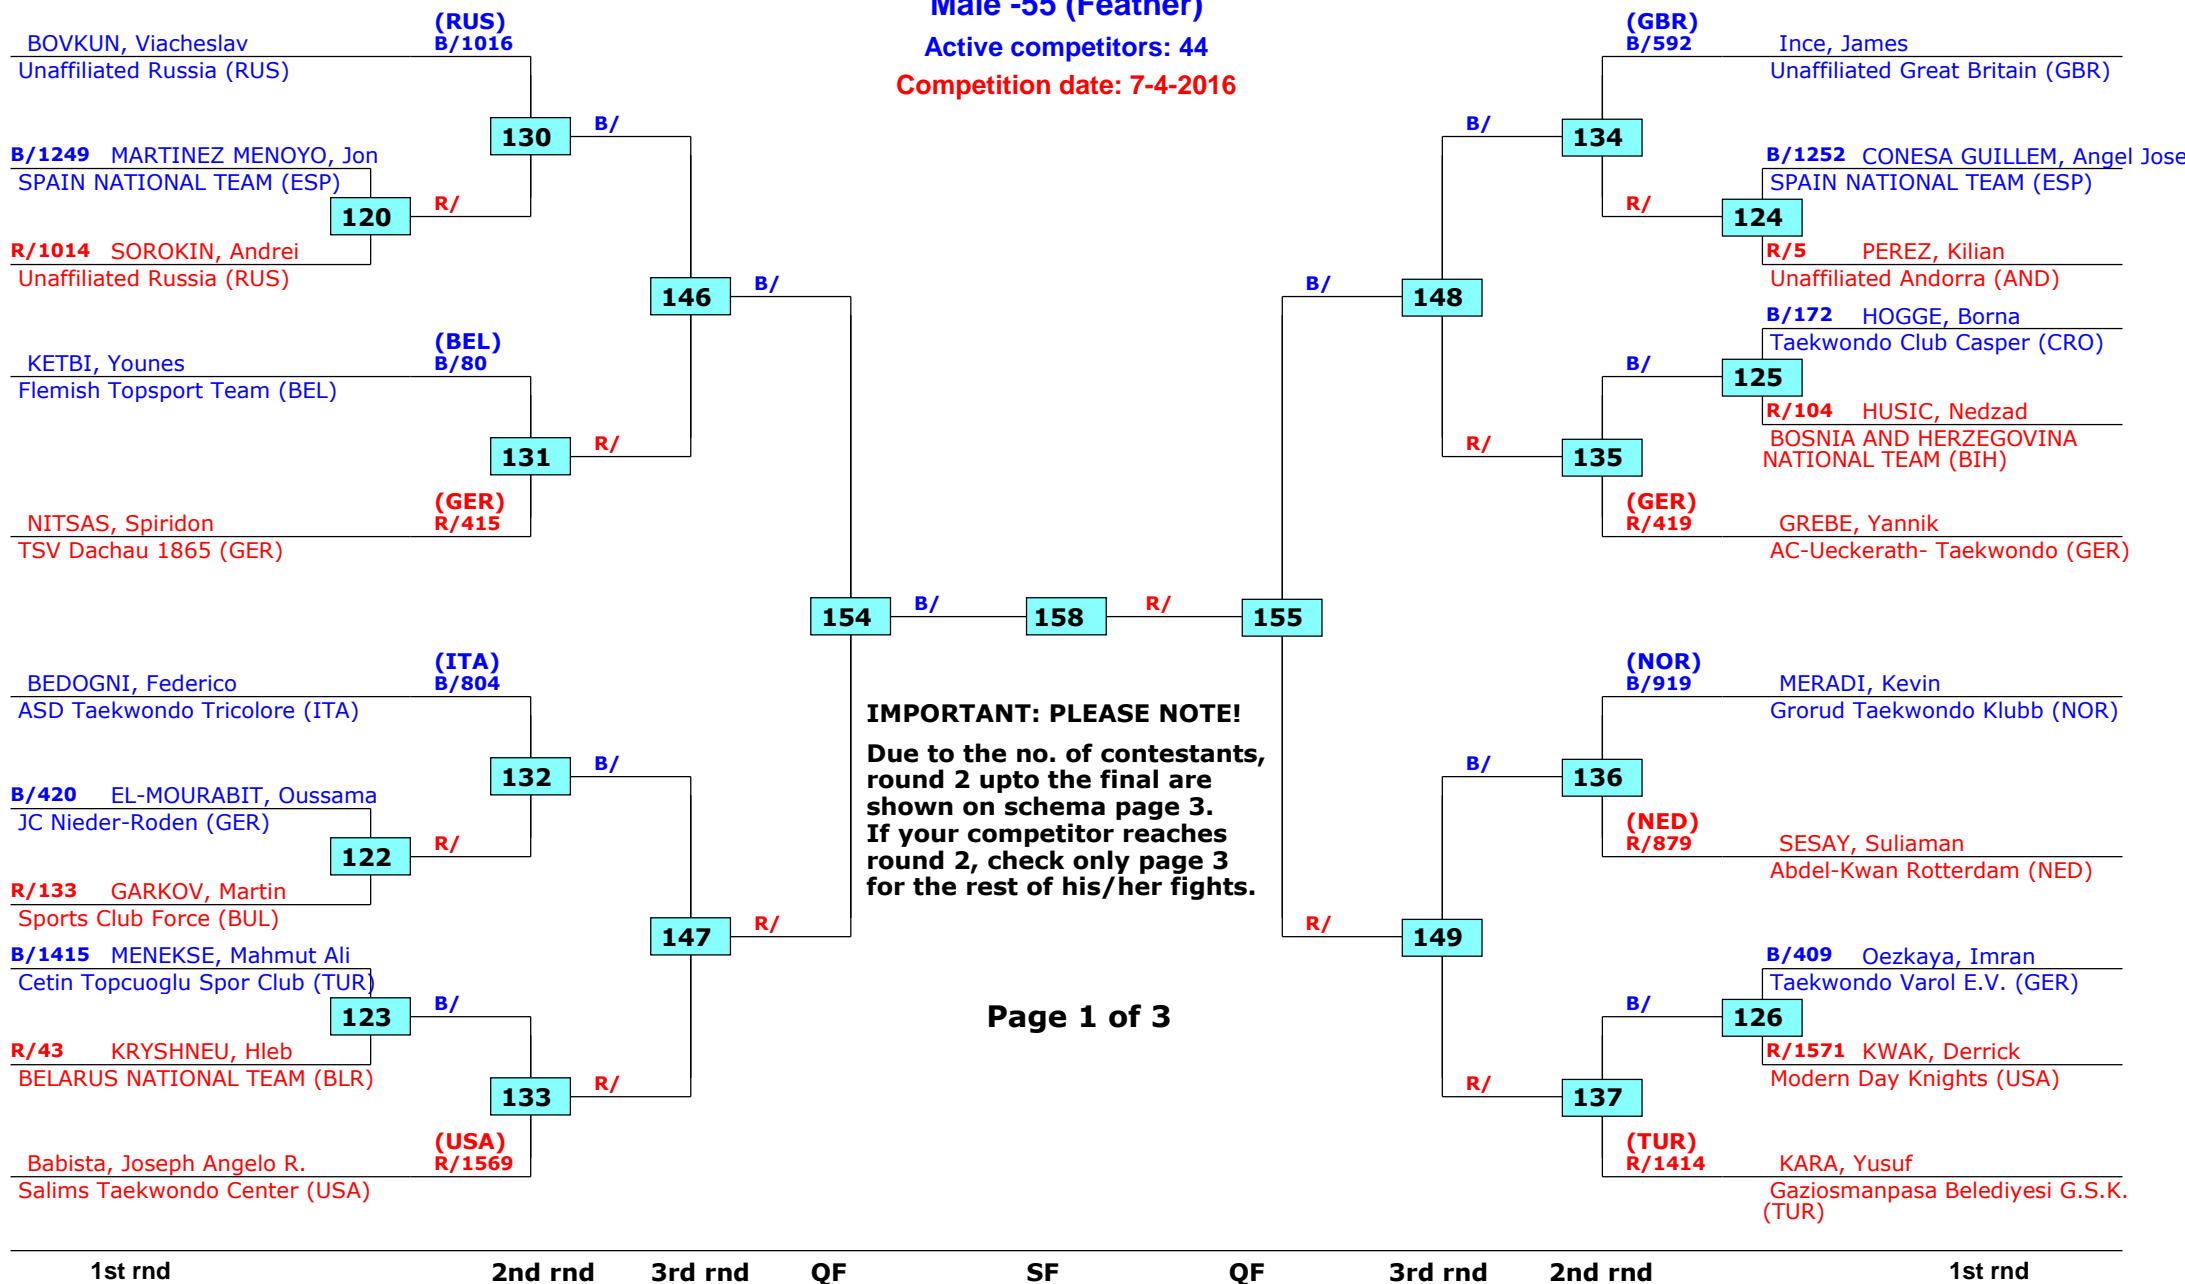 Male -55 (Feather)
Active competitors: 44
Competition date: 7-4-2016
(RUS)
BOVKUN, Viacheslav B/1016
Unaffiliated Russia (RUS)
130
B/
B/1249 MARTINEZ MENOYO, Jon
SPAIN NATIONAL TEAM (ESP)
120
R/
R/1014 SOROKIN, Andrei
Unaffiliated Russia (RUS)
146
B/
(BEL)
KETBI, Younes B/80
Flemish Topsport Team (BEL)
131
R/
(GER)
NITSAS, Spiridon R/415
TSV Dachau 1865 (GER)
154
B/
158
R/
155
(ITA)
BEDOGNI, Federico B/804
ASD Taekwondo Tricolore (ITA)
132
B/
B/420 EL-MOURABIT, Oussama
JC Nieder-Roden (GER)
122
R/
R/133 GARKOV, Martin
Sports Club Force (BUL)
147
R/
B/1415 MENEKSE, Mahmut Ali
Cetin Topcuoglu Spor Club (TUR)
123
B/
R/43 KRYSHNEU, Hleb
BELARUS NATIONAL TEAM (BLR)
133
R/
(USA)
Babista, Joseph Angelo R. R/1569
Salims Taekwondo Center (USA)
IMPORTANT: PLEASE NOTE!
Due to the no. of contestants,
round 2 upto the final are
shown on schema page 3.
If your competitor reaches
round 2, check only page 3
for the rest of his/her fights.
Page 1 of 3
(GBR)
B/592 Ince, James
Unaffiliated Great Britain (GBR)
B/
134
B/1252 CONESA GUILLEM, Angel Jose
SPAIN NATIONAL TEAM (ESP)
R/
124
R/5 PEREZ, Kilian
Unaffiliated Andorra (AND)
B/
148
B/172 HOGGE, Borna
Taekwondo Club Casper (CRO)
B/
125
R/104 HUSIC, Nedzad
BOSNIA AND HERZEGOVINA
NATIONAL TEAM (BIH)
R/
135
(GER)
R/419 GREBE, Yannik
AC-Ueckerath- Taekwondo (GER)
(NOR)
B/919 MERADI, Kevin
Grorud Taekwondo Klubb (NOR)
B/
136
(NED)
R/879 SESAY, Suliaman
Abdel-Kwan Rotterdam (NED)
R/
149
B/409 Oezkaya, Imran
Taekwondo Varol E.V. (GER)
B/
126
R/1571 KWAK, Derrick
Modern Day Knights (USA)
R/
137
(TUR)
R/1414 KARA, Yusuf
Gaziosmanpasa Belediyesi G.S.K.
(TUR)
1st rnd 2nd rnd 3rd rnd QF SF QF 3rd rnd 2nd rnd 1st rnd